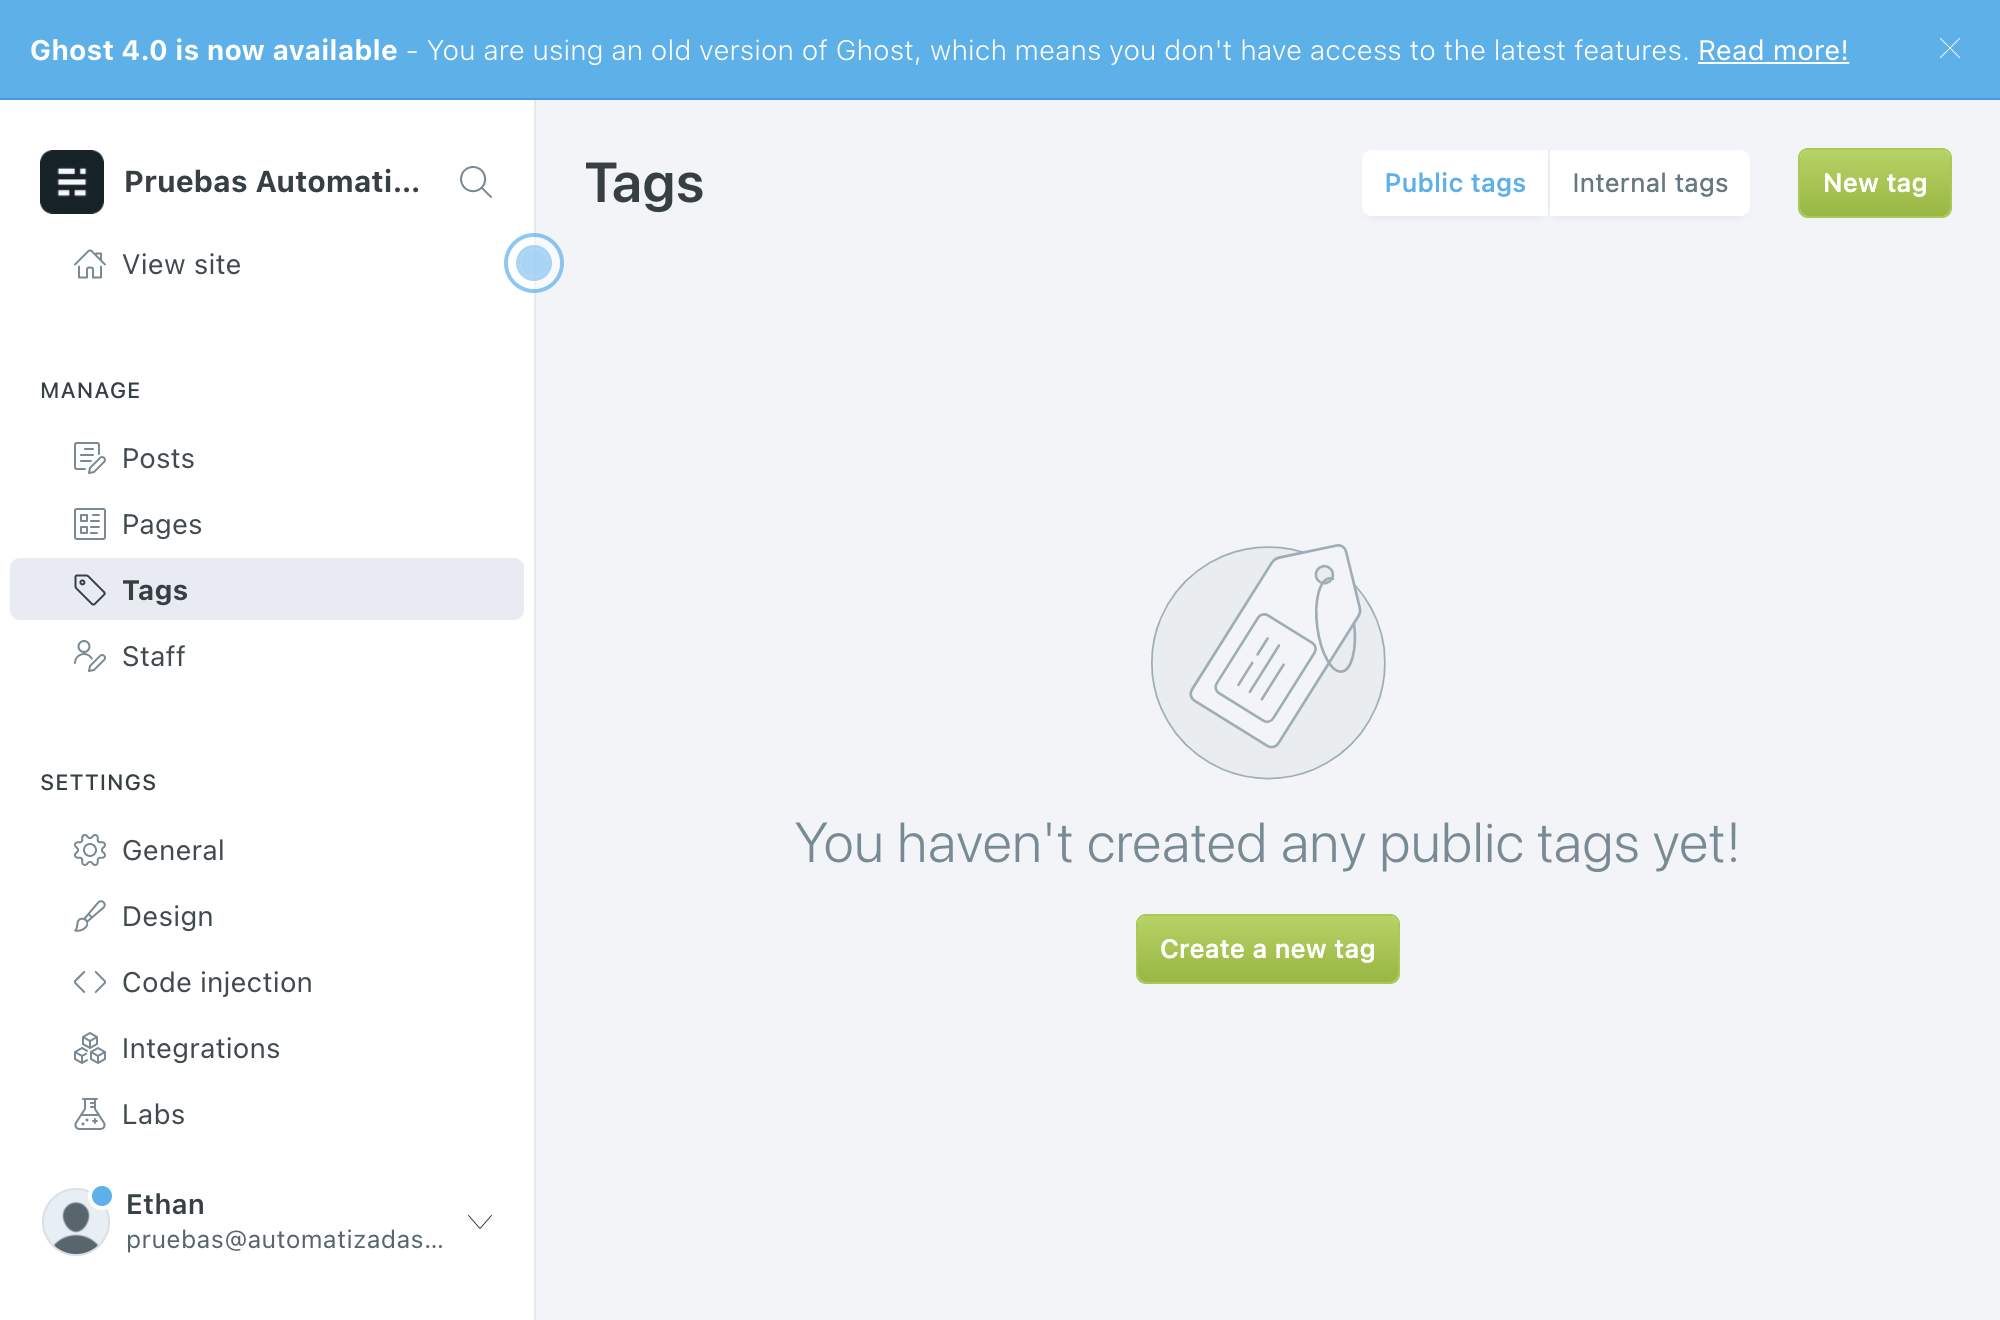 Ghost 4.0 is now available - You are using an old version of Ghost, which means you don't have access to the latest features. Read more!
Pruebas Automati...
View site
MANAGE
Posts
Pages
Tags
Staff
SETTINGS
General
Design
Code injection
Integrations
Labs
Ethan
pruebas@automatizadas...
Tags
Public tags
Internal tags
New tag
You haven't created any public tags yet!
Create a new tag